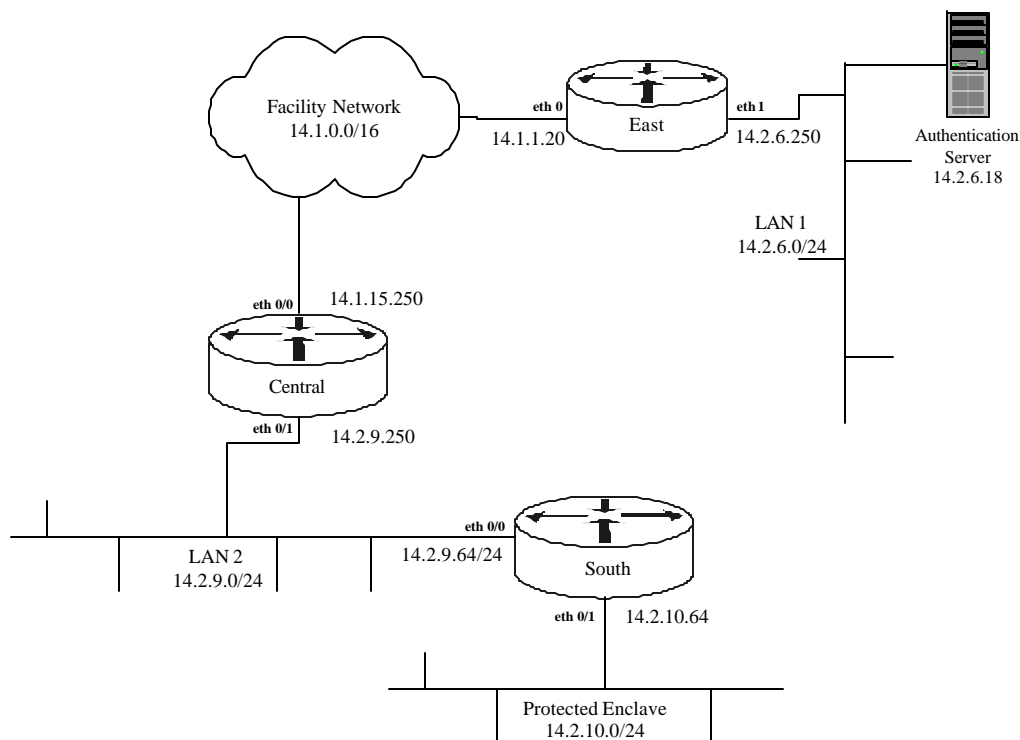 Facility Network
14.1.0.0/16
eth 0
14.1.1.20
East
eth 1
14.2.6.250
Authentication
Server
14.2.6.18
LAN 1
14.2.6.0/24
eth 0/0
14.1.15.250
Central
eth 0/1
14.2.9.250
LAN 2
14.2.9.0/24
eth 0/0
14.2.9.64/24
South
eth 0/1
14.2.10.64
Protected Enclave
14.2.10.0/24